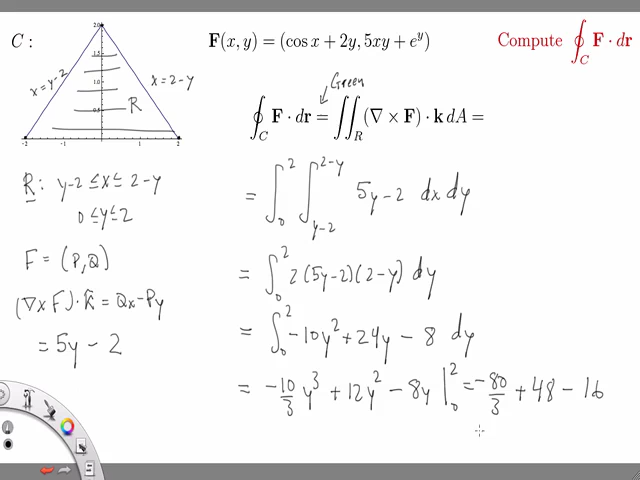 C :
F(x, y) = (cos x + 2y, 5xy + e^y)
Compute ∮_C F · dr
2.0
1.5
1.0
0.5
-2 -1 1 2
x = y-2
x = 2-y
R
Green
∮_C F · dr = ∬_R (∇ × F) · k dA =
R: y-2 ≤ x ≤ 2-y
0 ≤ y ≤ 2
= ∫_0^2 ∫_{y-2}^{2-y} 5y-2 dx dy
F = (P,Q)
= ∫_0^2 2(5y-2)(2-y) dy
(∇×F)·k = Qx-Py
= ∫_0^2 -10y^2 + 24y - 8 dy
= 5y - 2
= -10/3 y^3 + 12y^2 - 8y |_0^2 = -80/3 + 48 - 16